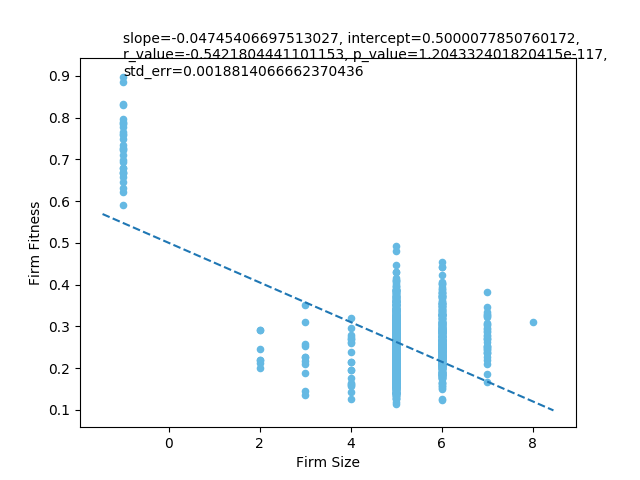 slope=-0.04745406697513027, intercept=0.5000077850760172,
r_value=-0.5421804441101153, p_value=1.204332401820415e-117,
std_err=0.0018814066662370436
0.9
0.8
0.7
0.6
0.5
0.4
0.3
0.2
0.1
Firm Fitness
0 2 4 6 8
Firm Size